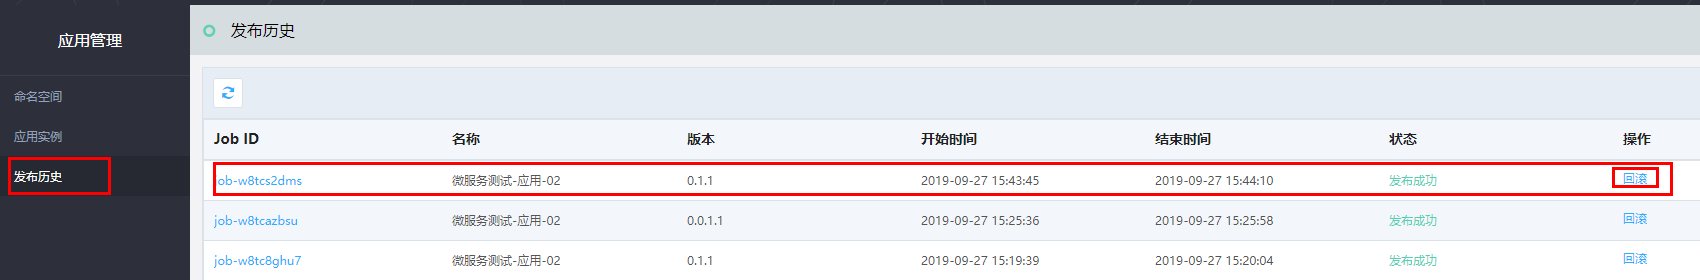 应用管理
发布历史
命名空间
应用实例
发布历史
Job ID 名称 版本 开始时间 结束时间 状态 操作
job-w8tcs2dms 微服务测试-应用-02 0.1.1 2019-09-27 15:43:45 2019-09-27 15:44:10 发布成功 回滚
job-w8tcazbsu 微服务测试-应用-02 0.0.1.1 2019-09-27 15:25:36 2019-09-27 15:25:58 发布成功 回滚
job-w8tc8ghu7 微服务测试-应用-02 0.1.1 2019-09-27 15:19:39 2019-09-27 15:20:04 发布成功 回滚